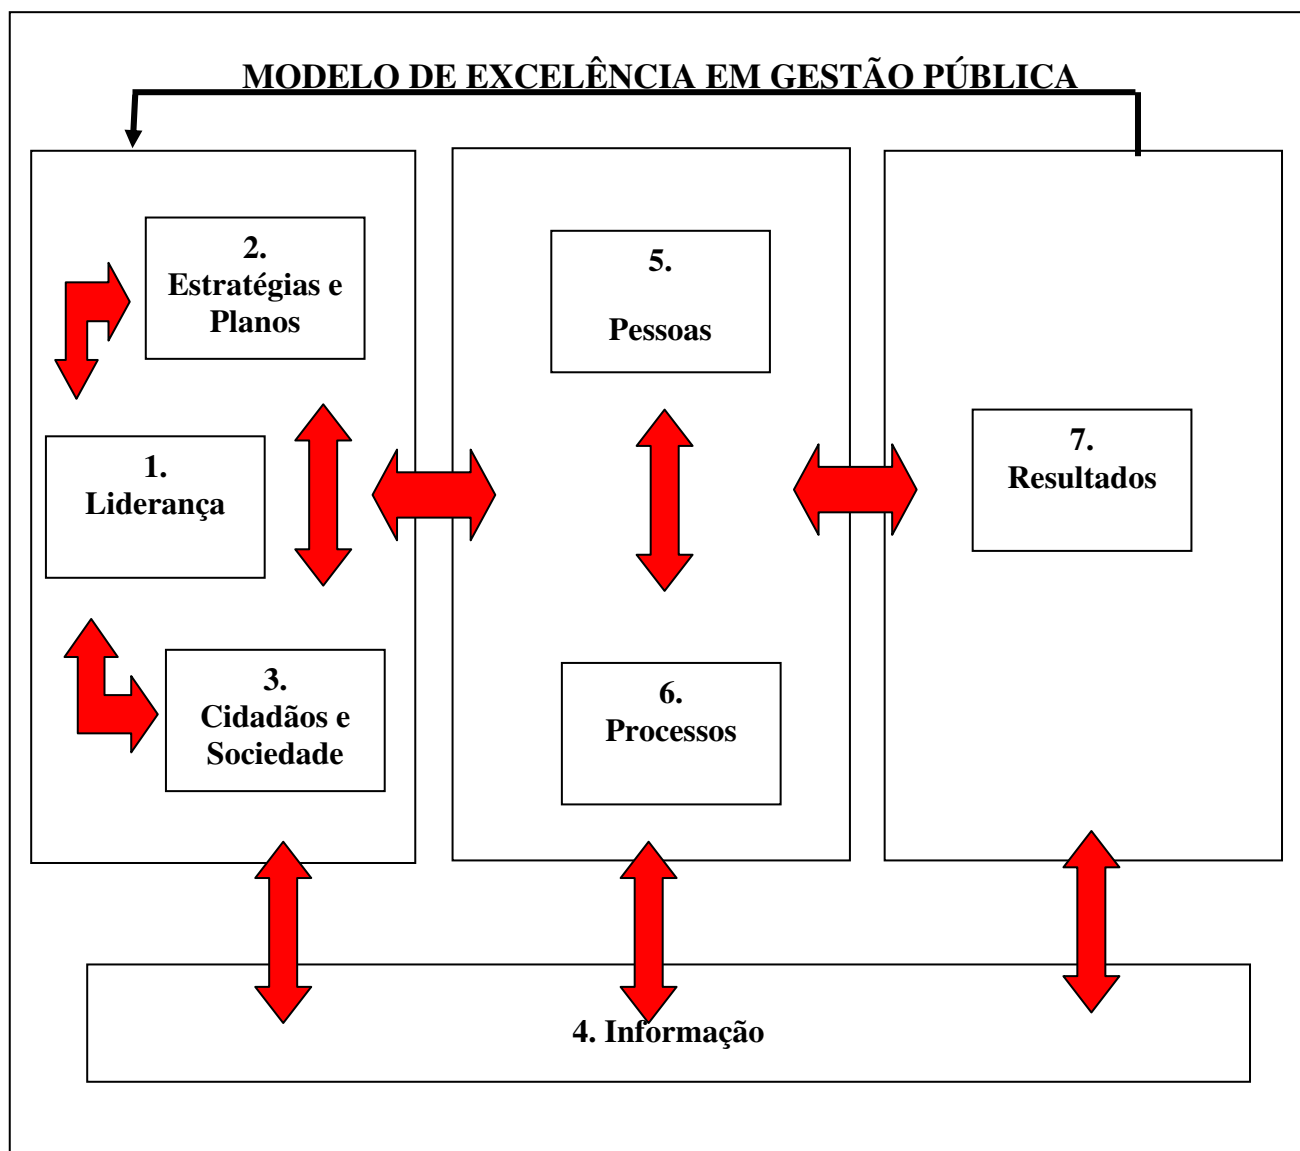 MODELO DE EXCELÊNCIA EM GESTÃO PÚBLICA
2.
Estratégias e
Planos
1.
Liderança
3.
Cidadãos e
Sociedade
5.
Pessoas
6.
Processos
7.
Resultados
4. Informação